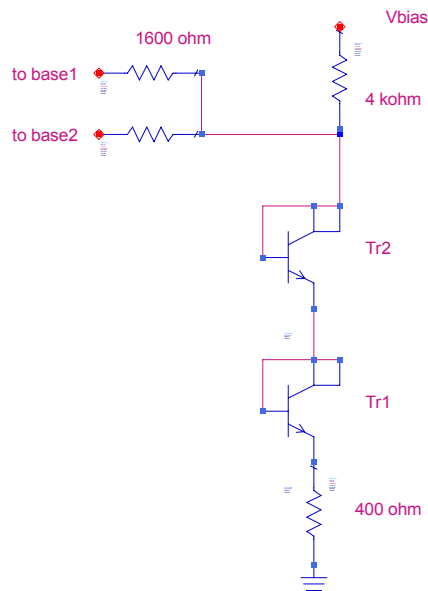 Vbias
1600 ohm
to base1
4 kohm
to base2
Tr2
Tr1
400 ohm